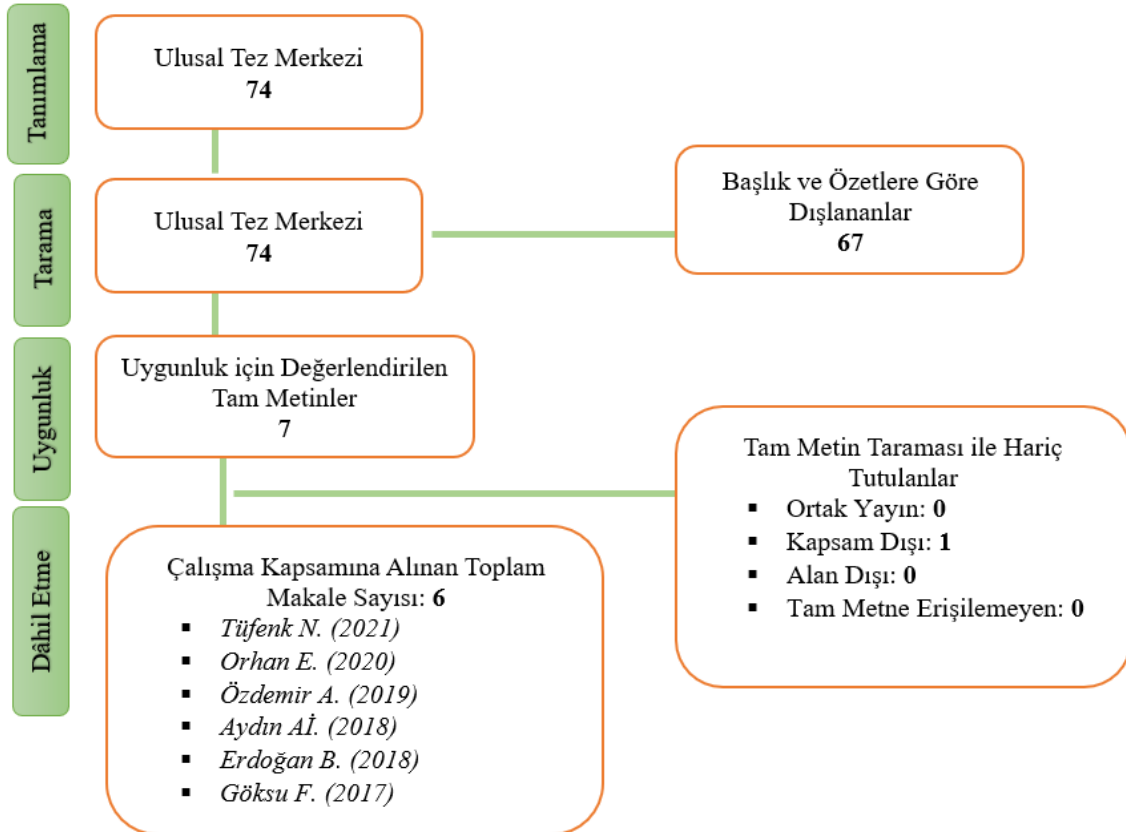 Tanımlama
Ulusal Tez Merkezi
74
Tarama
Ulusal Tez Merkezi
74
Başlık ve Özetlere Göre
Dışlananlar
67
Uygunluk
Uygunluk için Değerlendirilen
Tam Metinler
7
Tam Metin Taraması ile Hariç
Tutulanlar
▪ Ortak Yayın: 0
▪ Kapsam Dışı: 1
▪ Alan Dışı: 0
▪ Tam Metne Erişilemeyen: 0
Dâhil Etme
Çalışma Kapsamına Alınan Toplam
Makale Sayısı: 6
▪ Tüfenk N. (2021)
▪ Orhan E. (2020)
▪ Özdemir A. (2019)
▪ Aydın Aİ. (2018)
▪ Erdoğan B. (2018)
▪ Göksu F. (2017)